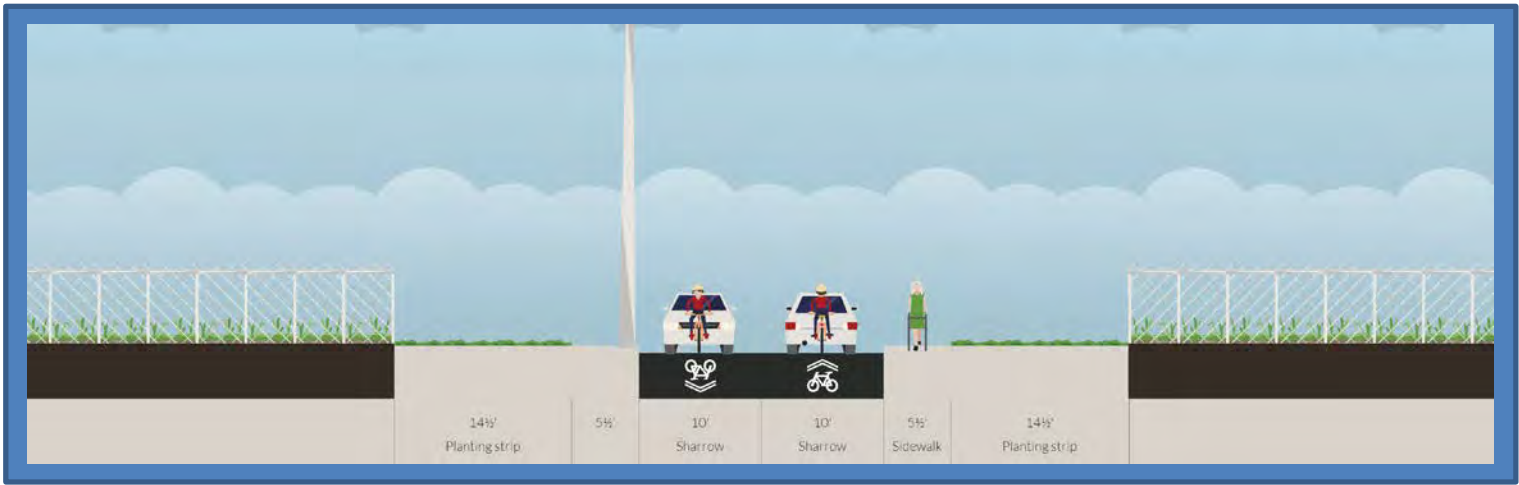 14½' 5½' 10' 10' 5½' 14½'
Planting strip Sharrow Sharrow Sidewalk Planting strip